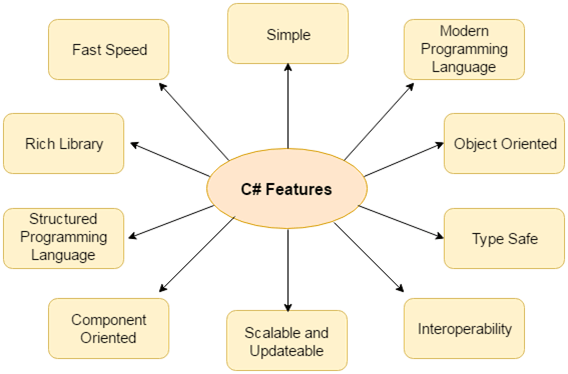 Simple
Modern
Programming
Language
Fast Speed
Object Oriented
Rich Library
C# Features
Type Safe
Structured
Programming
Language
Interoperability
Component
Oriented
Scalable and
Updateable